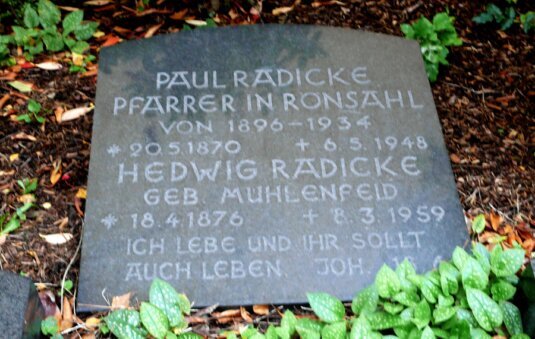 PAUL RADICKE
PFARRER IN RONSAHL
VON 1896-1934
* 20.5.1870 + 6.5.1948
HEDWIG RADICKE
GEB. MUHLENFELD
* 18.4.1876 + 8.3.1959
ICH LEBE UND IHR SOLLT
AUCH LEBEN. JOH.